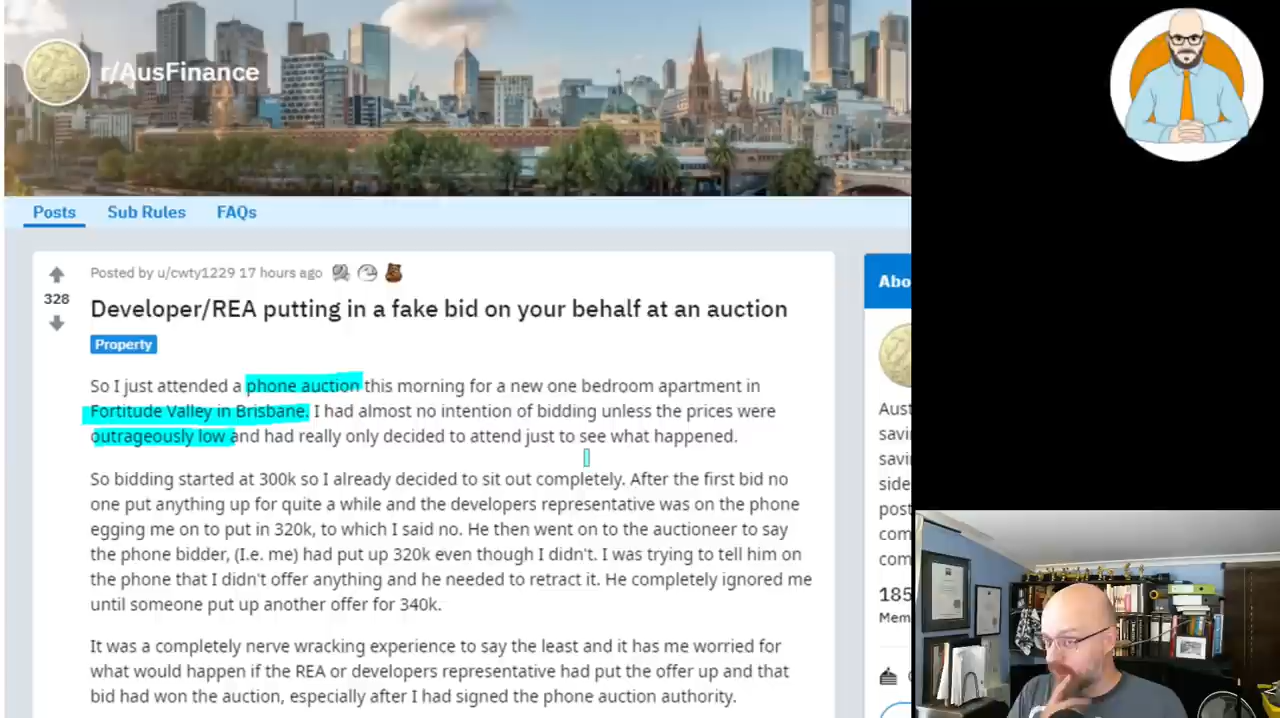 r/AusFinance
Posts Sub Rules FAQs
Posted by u/cwty1229 17 hours ago
328
Developer/REA putting in a fake bid on your behalf at an auction
Property
So I just attended a phone auction this morning for a new one bedroom apartment in
Fortitude Valley in Brisbane. I had almost no intention of bidding unless the prices were
outrageously low and had really only decided to attend just to see what happened.
So bidding started at 300k so I already decided to sit out completely. After the first bid no
one put anything up for quite a while and the developers representative was on the phone
egging me on to put in 320k, to which I said no. He then went on to the auctioneer to say
the phone bidder, (I.e. me) had put up 320k even though I didn't. I was trying to tell him on
the phone that I didn't offer anything and he needed to retract it. He completely ignored me
until someone put up another offer for 340k.
It was a completely nerve wracking experience to say the least and it has me worried for
what would happen if the REA or developers representative had put the offer up and that
bid had won the auction, especially after I had signed the phone auction authority.
Abo
Aust
savi
savi
side
post
com
com
185
Mem